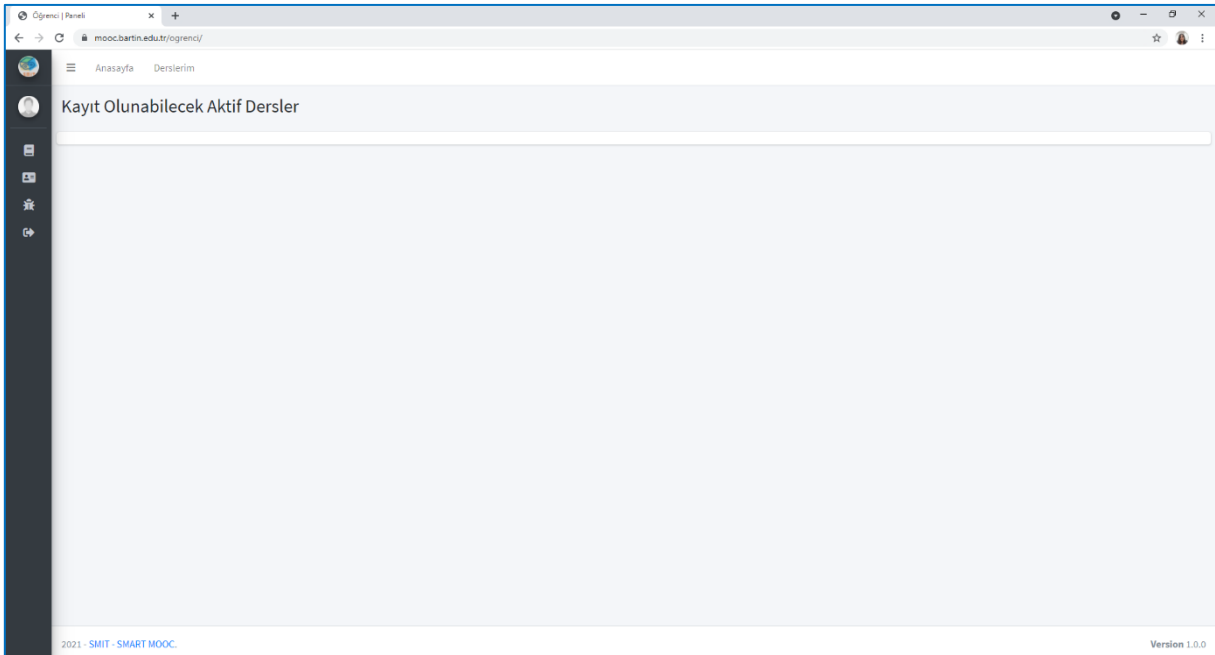 Öğrenci | Paneli
mooc.bartin.edu.tr/ogrenci/
Anasayfa Derslerim
Kayıt Olunabilecek Aktif Dersler
2021 - SMIT - SMART MOOC. Version 1.0.0